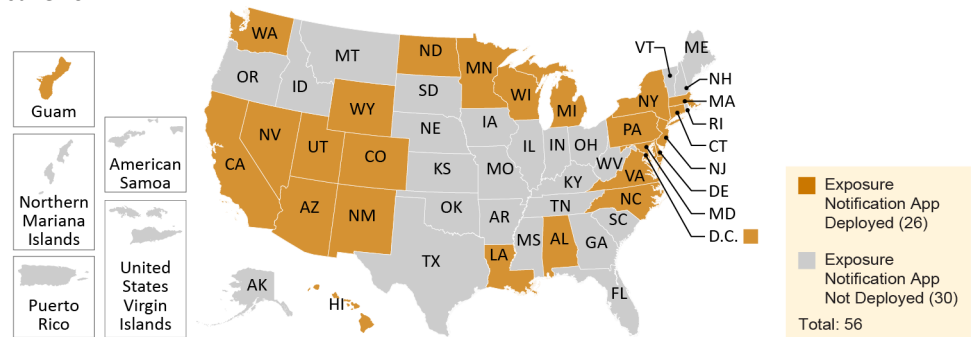 WA
MT
ND
MN
VT
ME
OR
ID
SD
WI
MI
NY
NH
MA
RI
CT
NJ
DE
MD
D.C.
WY
NE
IA
PA
NV
UT
CO
IL
IN
OH
WV
VA
CA
KS
MO
KY
NC
AZ
NM
OK
AR
TN
SC
TX
LA
MS
AL
GA
FL
AK
HI
Guam
Northern
Mariana
Islands
American
Samoa
Puerto
Rico
United
States
Virgin
Islands
Exposure
Notification App
Deployed (26)
Exposure
Notification App
Not Deployed (30)
Total: 56